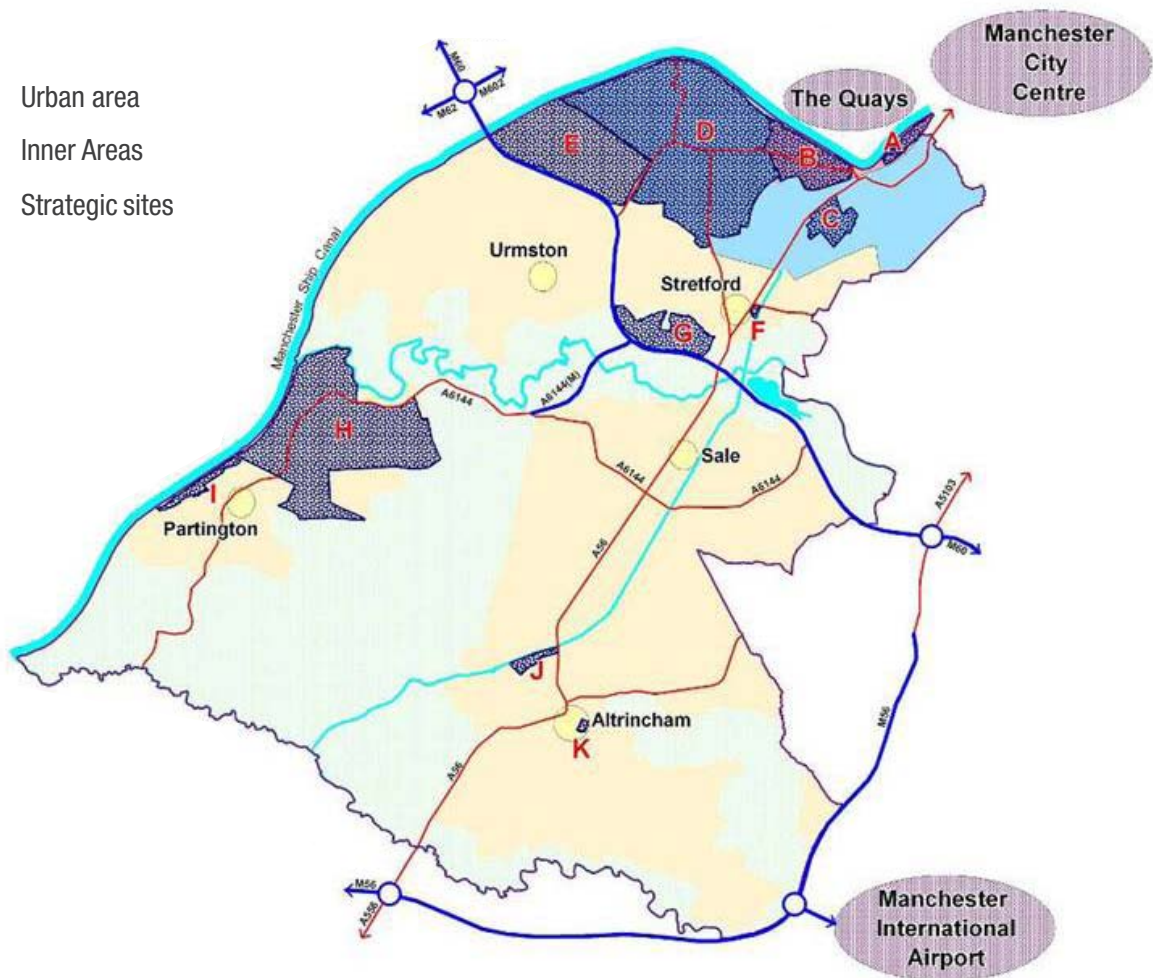 Urban area
Inner Areas
Strategic sites
Manchester
City
Centre
The Quays
M60
M602
M62
A
B
C
D
E
Urmston
Stretford
F
G
Manchester Ship Canal
A6144(M)
A6144
H
Sale
A6144
A6144
I
Partington
A5103
M60
A56
J
Altrincham
K
M56
A56
M56
A556
Manchester
International
Airport